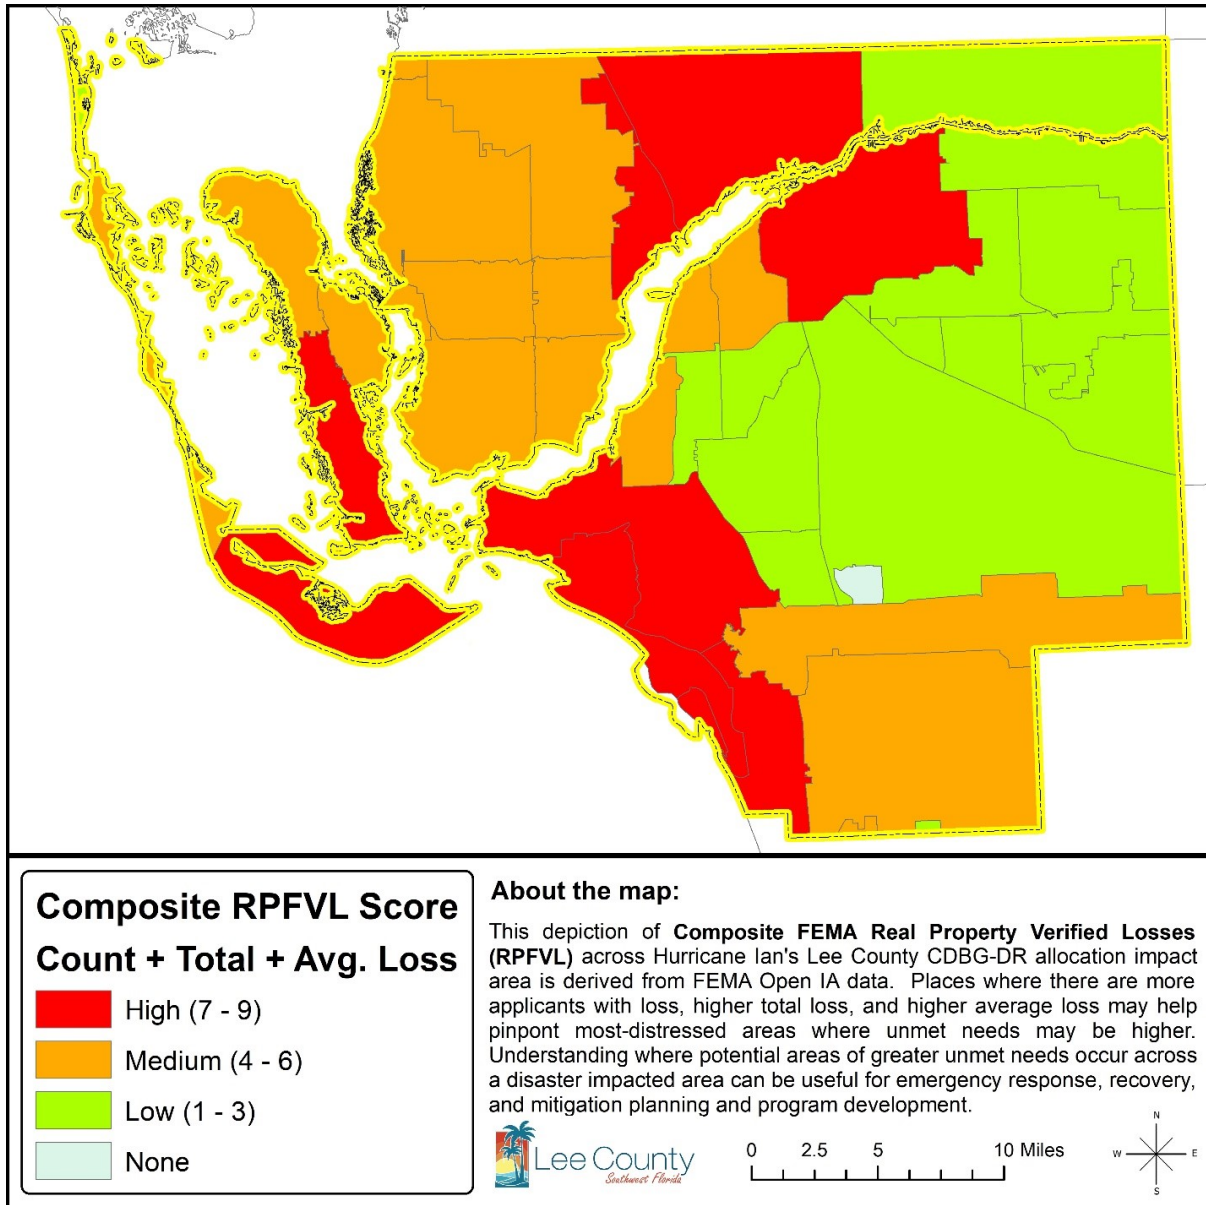 Composite RPFVL Score
Count + Total + Avg. Loss
High (7 - 9)
Medium (4 - 6)
Low (1 - 3)
None
About the map:
This depiction of Composite FEMA Real Property Verified Losses
(RPFVL) across Hurricane Ian's Lee County CDBG-DR allocation impact
area is derived from FEMA Open IA data. Places where there are more
applicants with loss, higher total loss, and higher average loss may help
pinpont most-distressed areas where unmet needs may be higher.
Understanding where potential areas of greater unmet needs occur across
a disaster impacted area can be useful for emergency response, recovery,
and mitigation planning and program development.
Lee County
Southwest Florida
0 2.5 5 10 Miles
N
W E
S